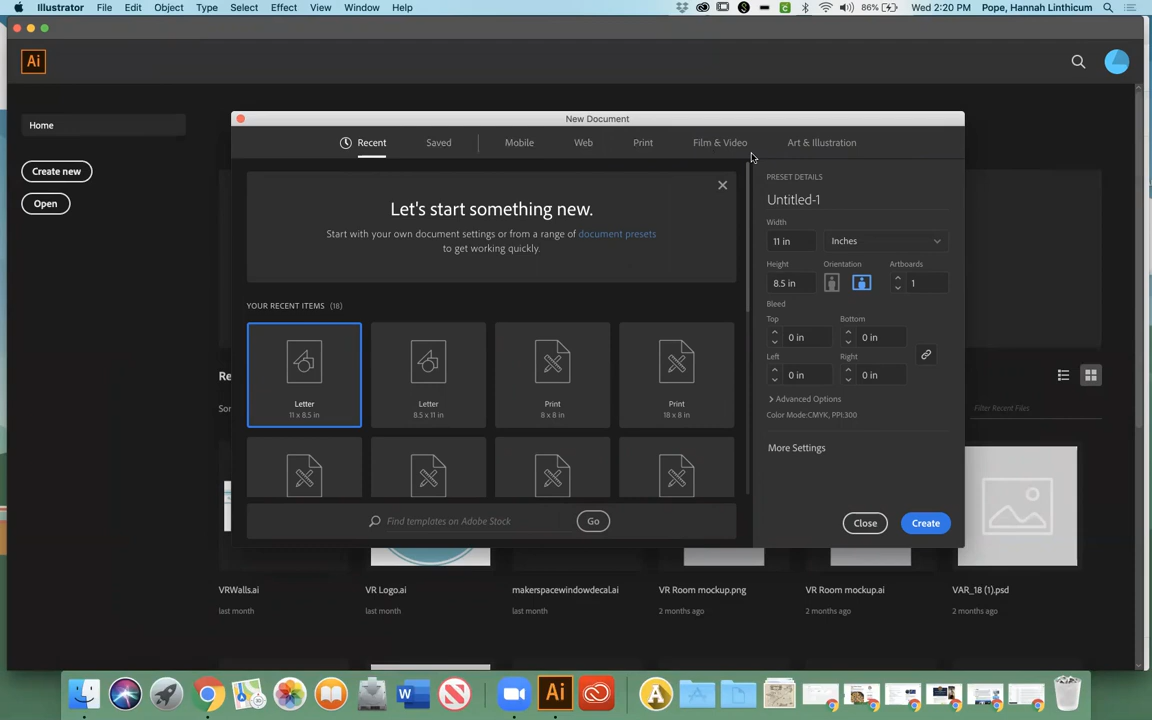 Illustrator File Edit Object Type Select Effect View Window Help
86% Wed 2:20 PM Pope, Hannah Linthicum
Ai
Home
Create new
Open
New Document
Recent Saved Mobile Web Print Film & Video Art & Illustration
Let's start something new.
Start with your own document settings or from a range of document presets
to get working quickly.
YOUR RECENT ITEMS (18)
Letter
11 x 8.5 in
Letter
8.5 x 11 in
Print
8 x 8 in
Print
18 x 8 in
Find templates on Adobe Stock
Go
PRESET DETAILS
Untitled-1
Width
11 in Inches
Height Orientation Artboards
8.5 in 1
Bleed
Top Bottom
0 in 0 in
Left Right
0 in 0 in
Advanced Options
Color Mode:CMYK, PPI:300
More Settings
Close Create
Re
Sor
Filter Recent Files
VRWalls.ai
last month
VR Logo.ai
last month
makerspacewindowdecal.ai
last month
VR Room mockup.png
2 months ago
VR Room mockup.ai
2 months ago
VAR_18 (1).psd
2 months ago
Ai